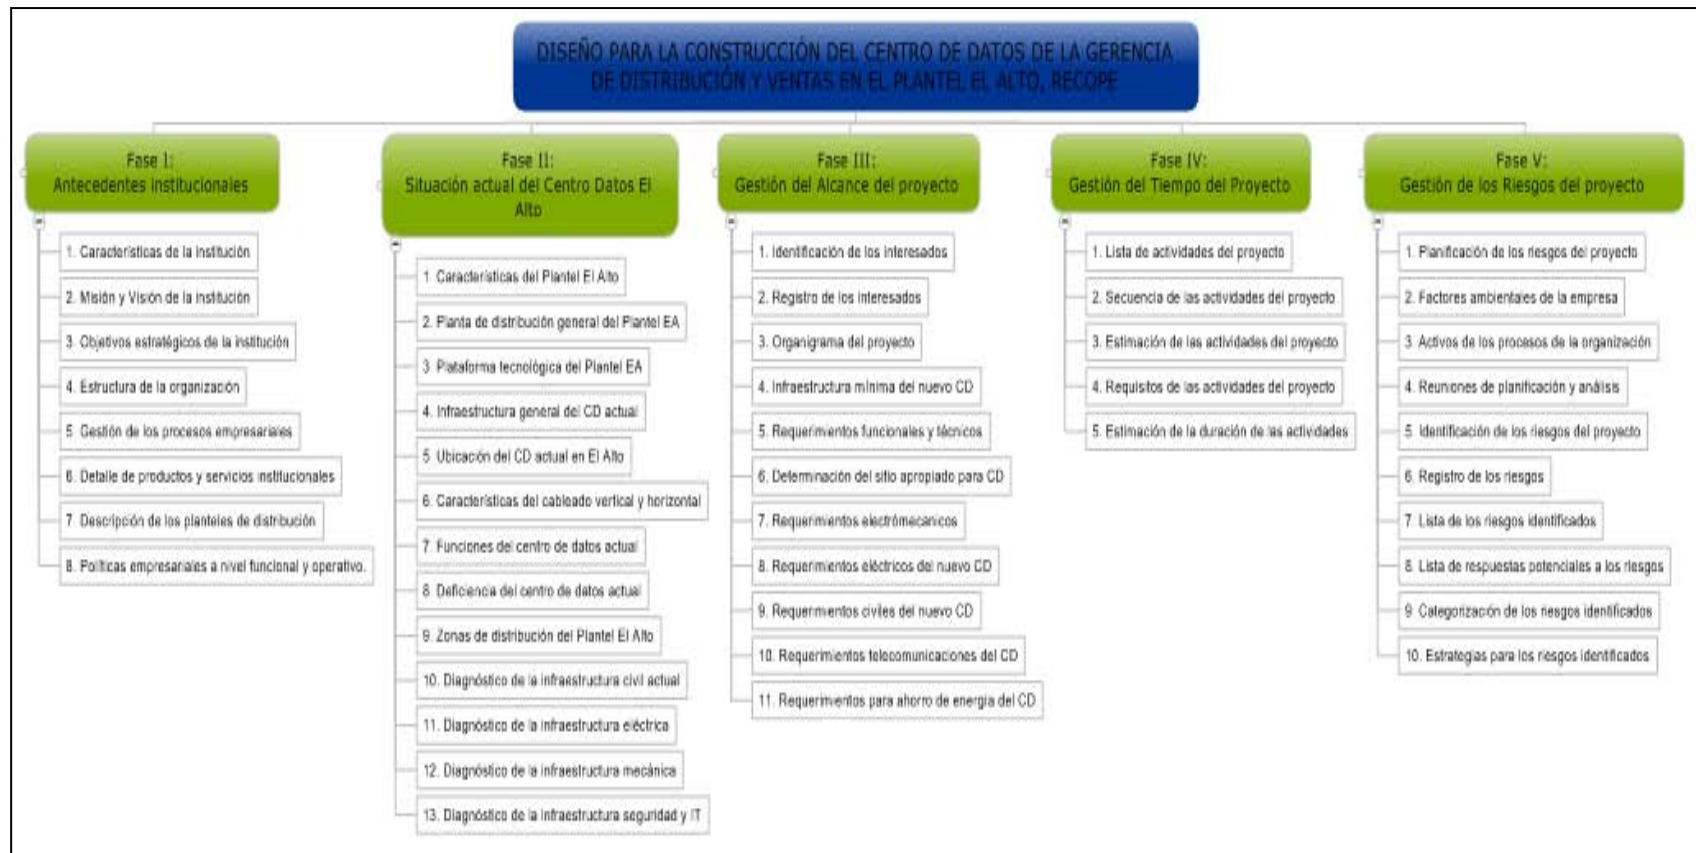 DISEÑO PARA LA CONSTRUCCIÓN DEL CENTRO DE DATOS DE LA GERENCIA
DE DISTRIBUCIÓN Y VENTAS EN EL PLANTEL EL ALTO, RECOPE
Fase I:
Antecedentes institucionales
1. Características de la institución
2. Misión y Visión de la institución
3. Objetivos estratégicos de la institución
4. Estructura de la organización
5. Gestión de los procesos empresariales
6. Detalle de productos y servicios institucionales
7. Descripción de los planteles de distribución
8. Políticas empresariales a nivel funcional y operativo.
Fase II:
Situación actual del Centro Datos El
Alto
1. Características del Plantel El Alto
2. Planta de distribución general del Plantel EA
3. Plataforma tecnológica del Plantel EA
4. Infraestructura general del CD actual
5. Ubicación del CD actual en El Alto
6. Características del cableado vertical y horizontal
7. Funciones del centro de datos actual
8. Deficiencia del centro de datos actual
9. Zonas de distribución del Plantel El Alto
10. Diagnóstico de la infraestructura civil actual
11. Diagnóstico de la infraestructura eléctrica
12. Diagnóstico de la infraestructura mecánica
13. Diagnóstico de la infraestructura seguridad y IT
Fase III:
Gestión del Alcance del proyecto
1. Identificación de los interesados
2. Registro de los interesados
3. Organigrama del proyecto
4. Infraestructura mínima del nuevo CD
5. Requerimientos funcionales y técnicos
6. Determinación del sitio apropiado para CD
7. Requerimientos electrómecanicos
8. Requerimientos eléctricos del nuevo CD
9. Requerimientos civiles del nuevo CD
10. Requerimientos telecomunicaciones del CD
11. Requerimientos para ahorro de energía del CD
Fase IV:
Gestión del Tiempo del Proyecto
1. Lista de actividades del proyecto
2. Secuencia de las actividades del proyecto
3. Estimación de las actividades del proyecto
4. Requisitos de las actividades del proyecto
5. Estimación de la duración de las actividades
Fase V:
Gestión de los Riesgos del proyecto
1. Planificación de los riesgos del proyecto
2. Factores ambientales de la empresa
3. Activos de los procesos de la organización
4. Reuniones de planificación y análisis
5. Identificación de los riesgos del proyecto
6. Registro de los riesgos
7. Lista de los riesgos identificados
8. Lista de respuestas potenciales a los riesgos
9. Categorización de los riesgos identificados
10. Estrategias para los riesgos identificados